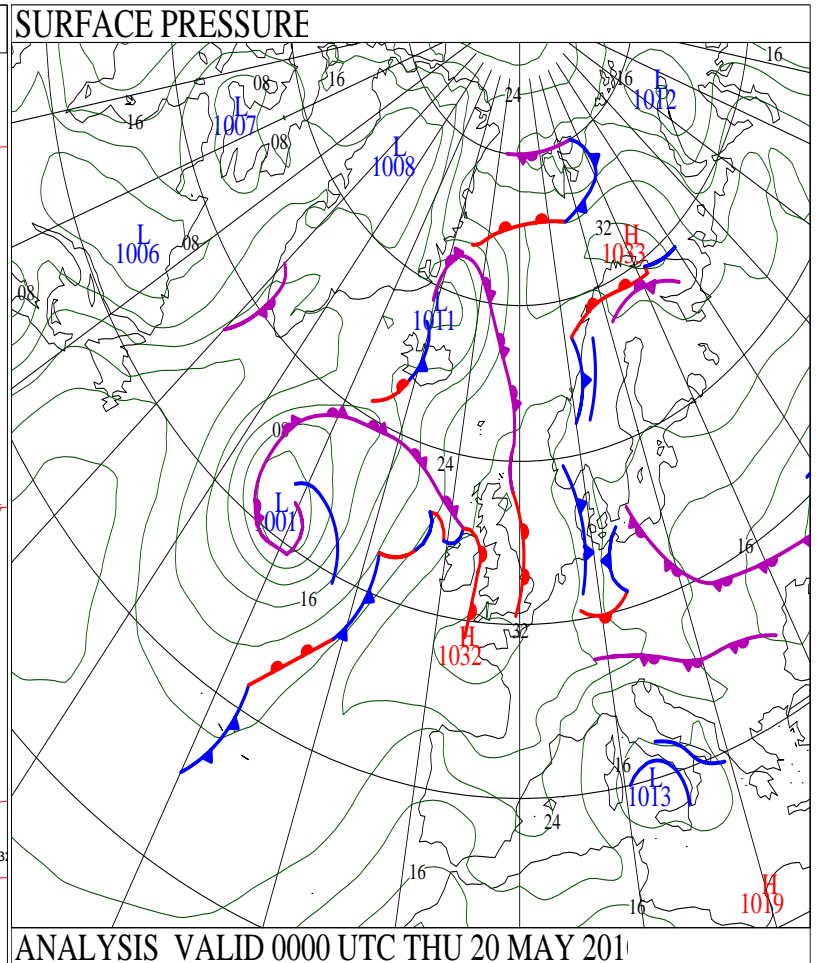 SURFACE PRESSURE
16
08
16
24
16
16
L
1012
L
1007
16
08
L
1008
L
1006
08
32
H
1033
08
L
1011
08
24
L
1001
16
16
32
H
1032
16
L
1013
24
16
H
1019
16
ANALYSIS VALID 0000 UTC THU 20 MAY 201